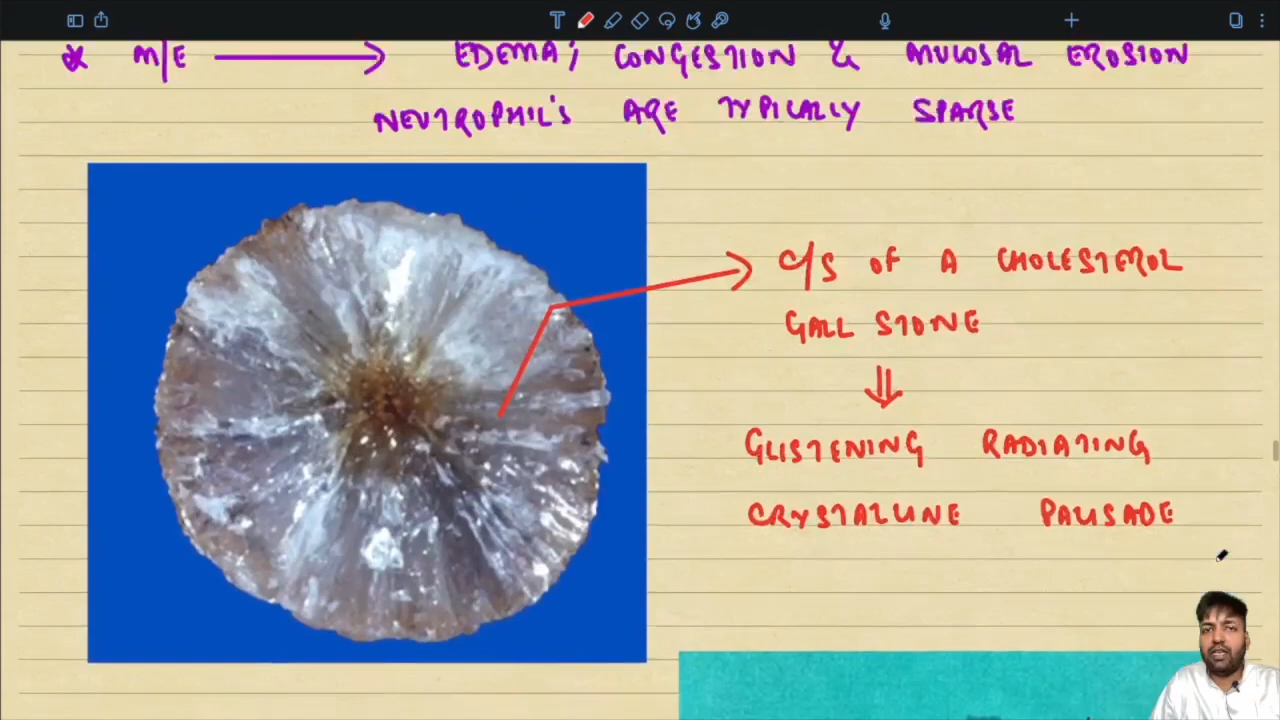 * M/E → EDEMA, CONGESTION & MUCOSAL EROSION
NEUTROPHIL'S ARE TYPICALLY SPARSE
C/S OF A CHOLESTEROL
GALL STONE
GLISTENING RADIATING
CRYSTALLINE PALISADE